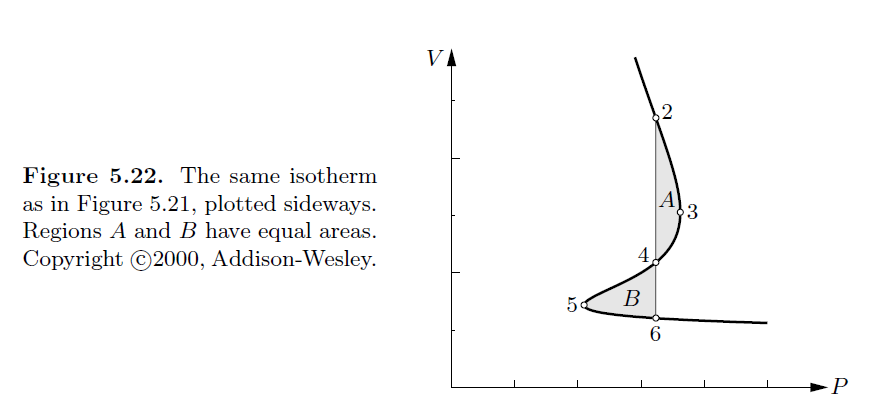 Figure 5.22. The same isotherm
as in Figure 5.21, plotted sideways.
Regions A and B have equal areas.
Copyright ©2000, Addison-Wesley.
V
2
A
3
4
5
B
6
P